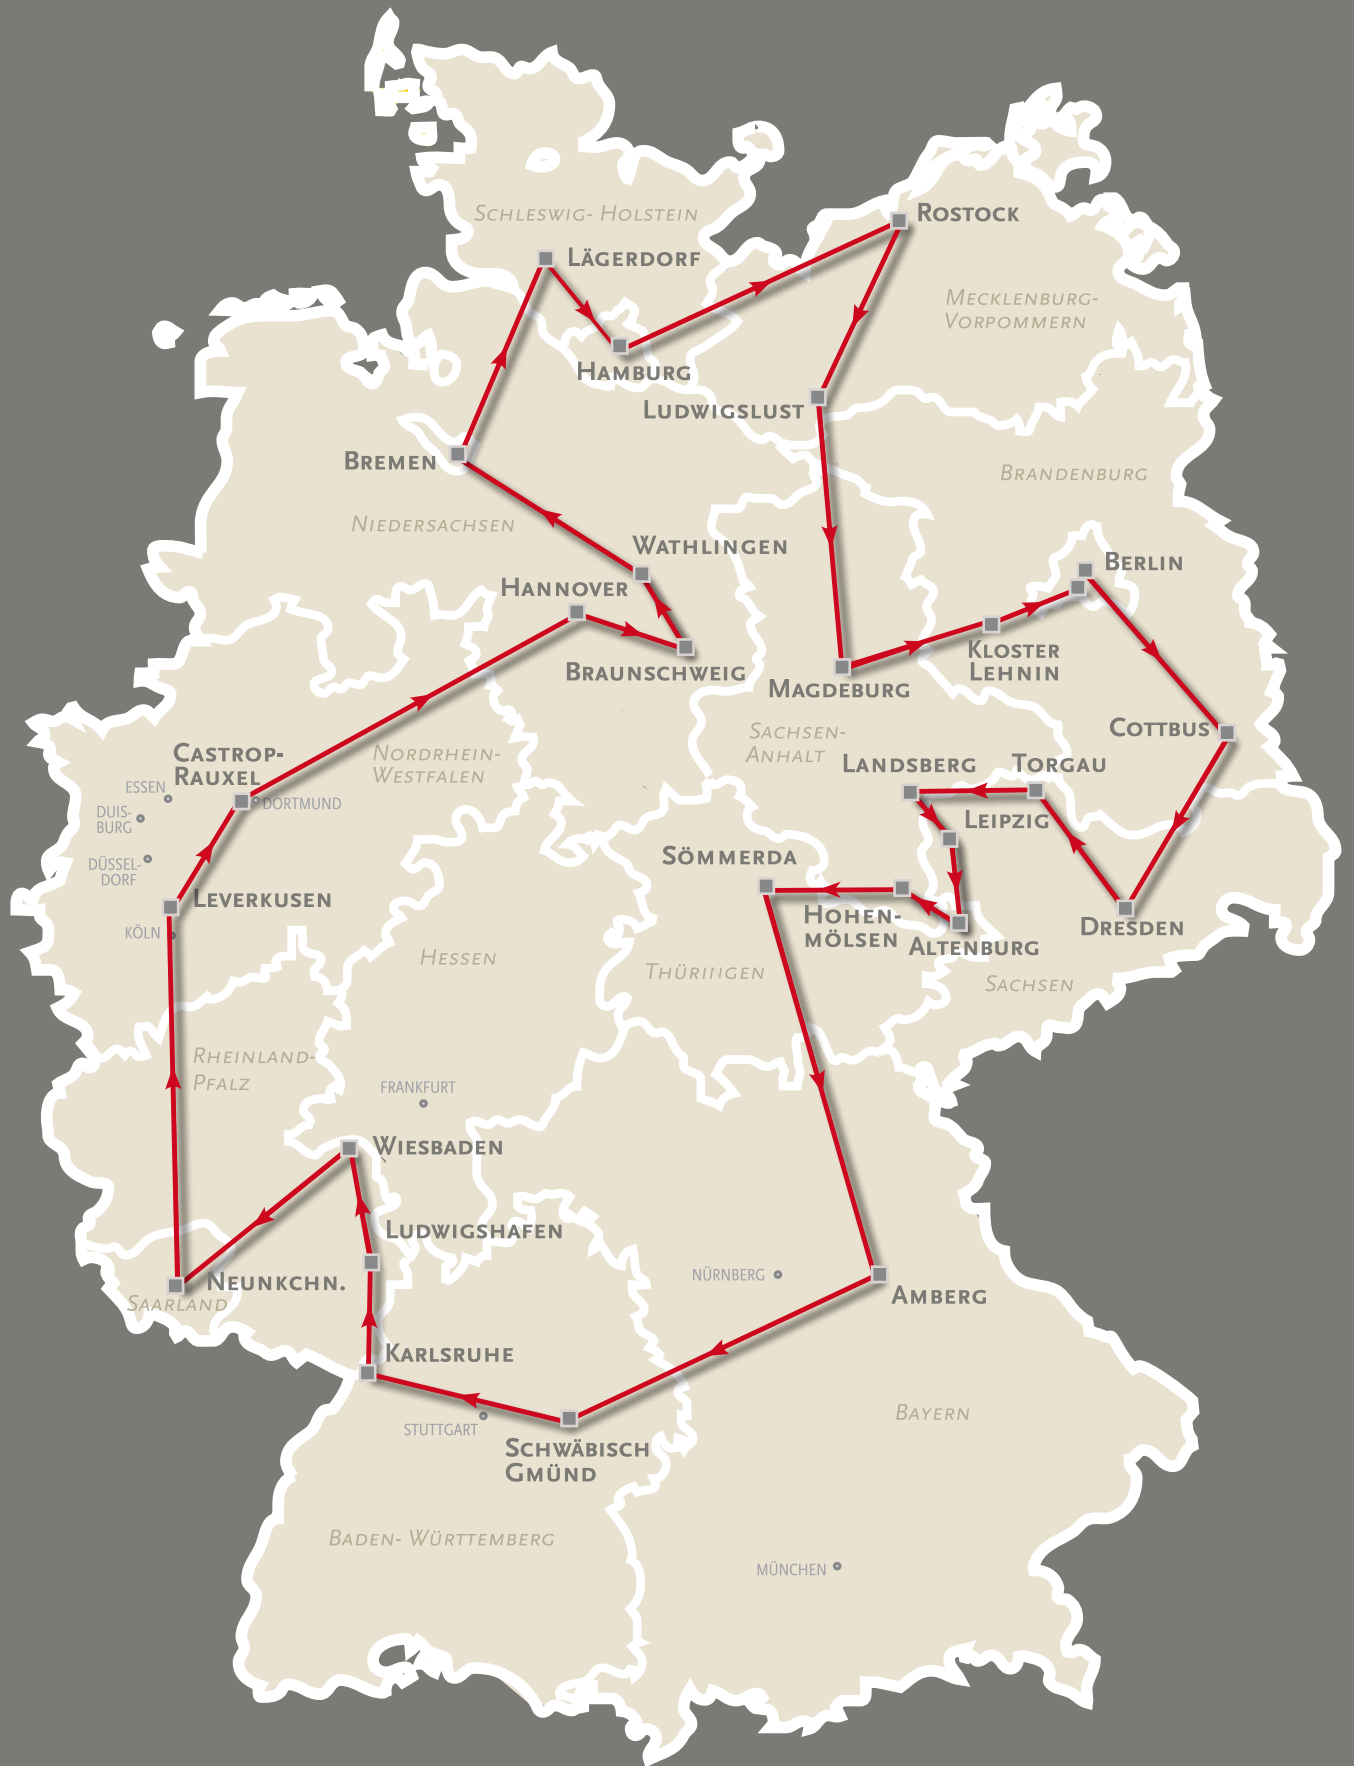 Schleswig- Holstein
Rostock
Lägerdorf
Mecklenburg-
Vorpommern
Hamburg
Ludwigslust
Bremen
Brandenburg
Niedersachsen
Wathlingen
Berlin
Hannover
Kloster
Lehnin
Braunschweig
Magdeburg
Sachsen-
Anhalt
Cottbus
Castrop-
Rauxel
Nordrhein-
Westfalen
Landsberg
Torgau
ESSEN
DORTMUND
DUIS-
BURG
Leipzig
DÜSSEL-
DORF
Sömmerda
Leverkusen
Hohen-
mölsen
Dresden
KÖLN
Altenburg
Hessen
Thüringen
Sachsen
Rheinland-
Pfalz
FRANKFURT
Wiesbaden
Ludwigshafen
Neunkchn.
Saarland
NÜRNBERG
Amberg
Karlsruhe
STUTTGART
Bayern
Schwäbisch
Gmünd
Baden- Württemberg
MÜNCHEN